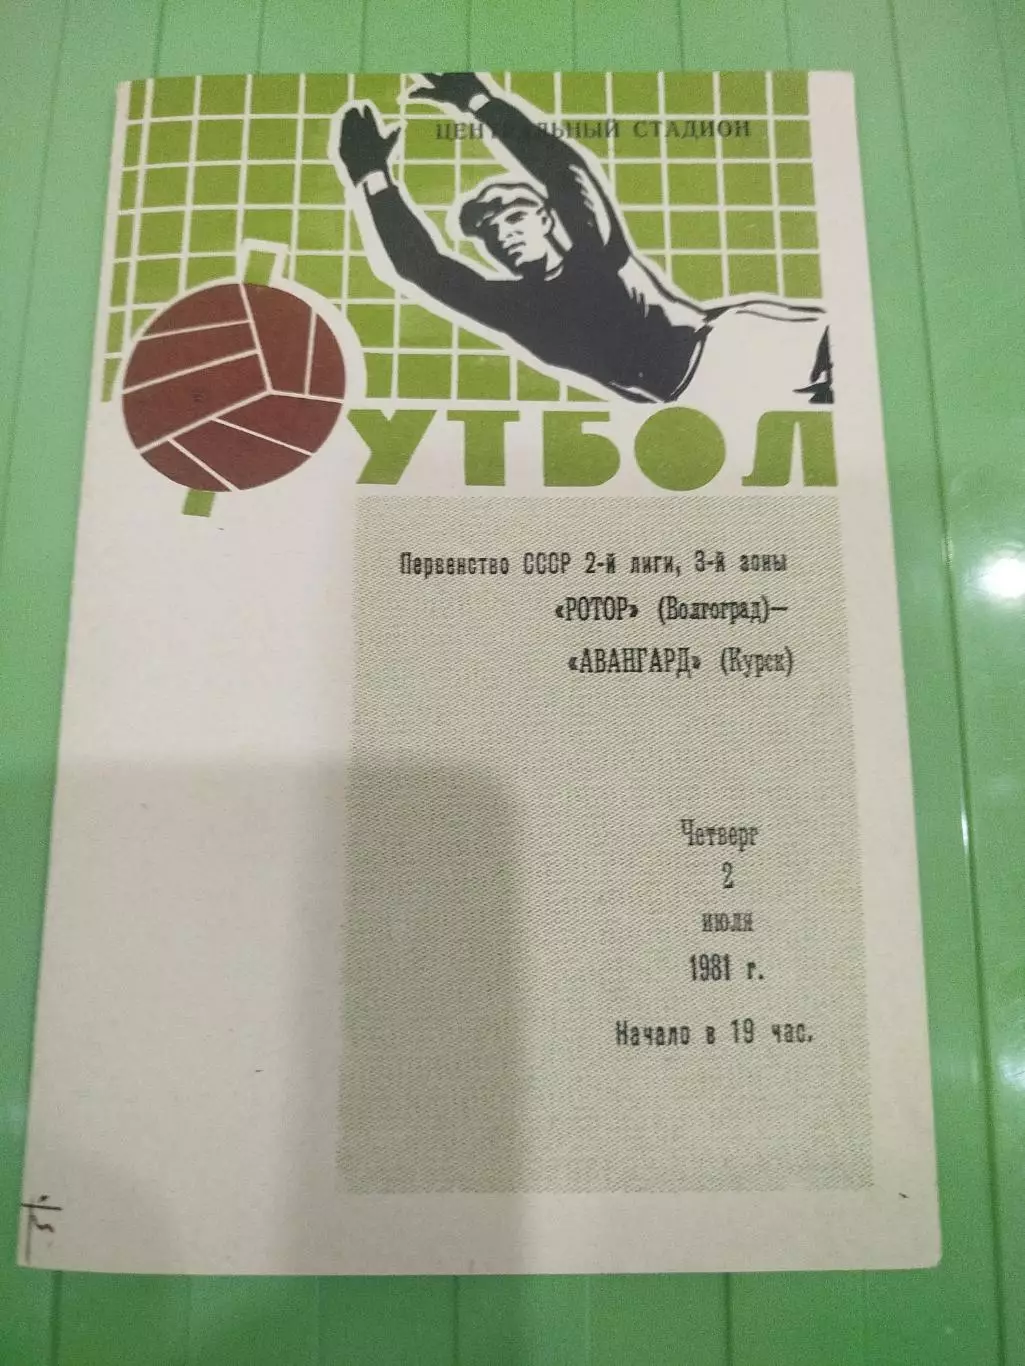 ЦЕНТРАЛЬНЫЙ СТАДИОН
ФУТБОЛ
Первенство СССР 2-й лиги, 3-й зоны
«РОТОР» (Волгоград)—
«АВАНГАРД» (Курск)
Четверг
2
июля
1981 г.
Начало в 19 час.